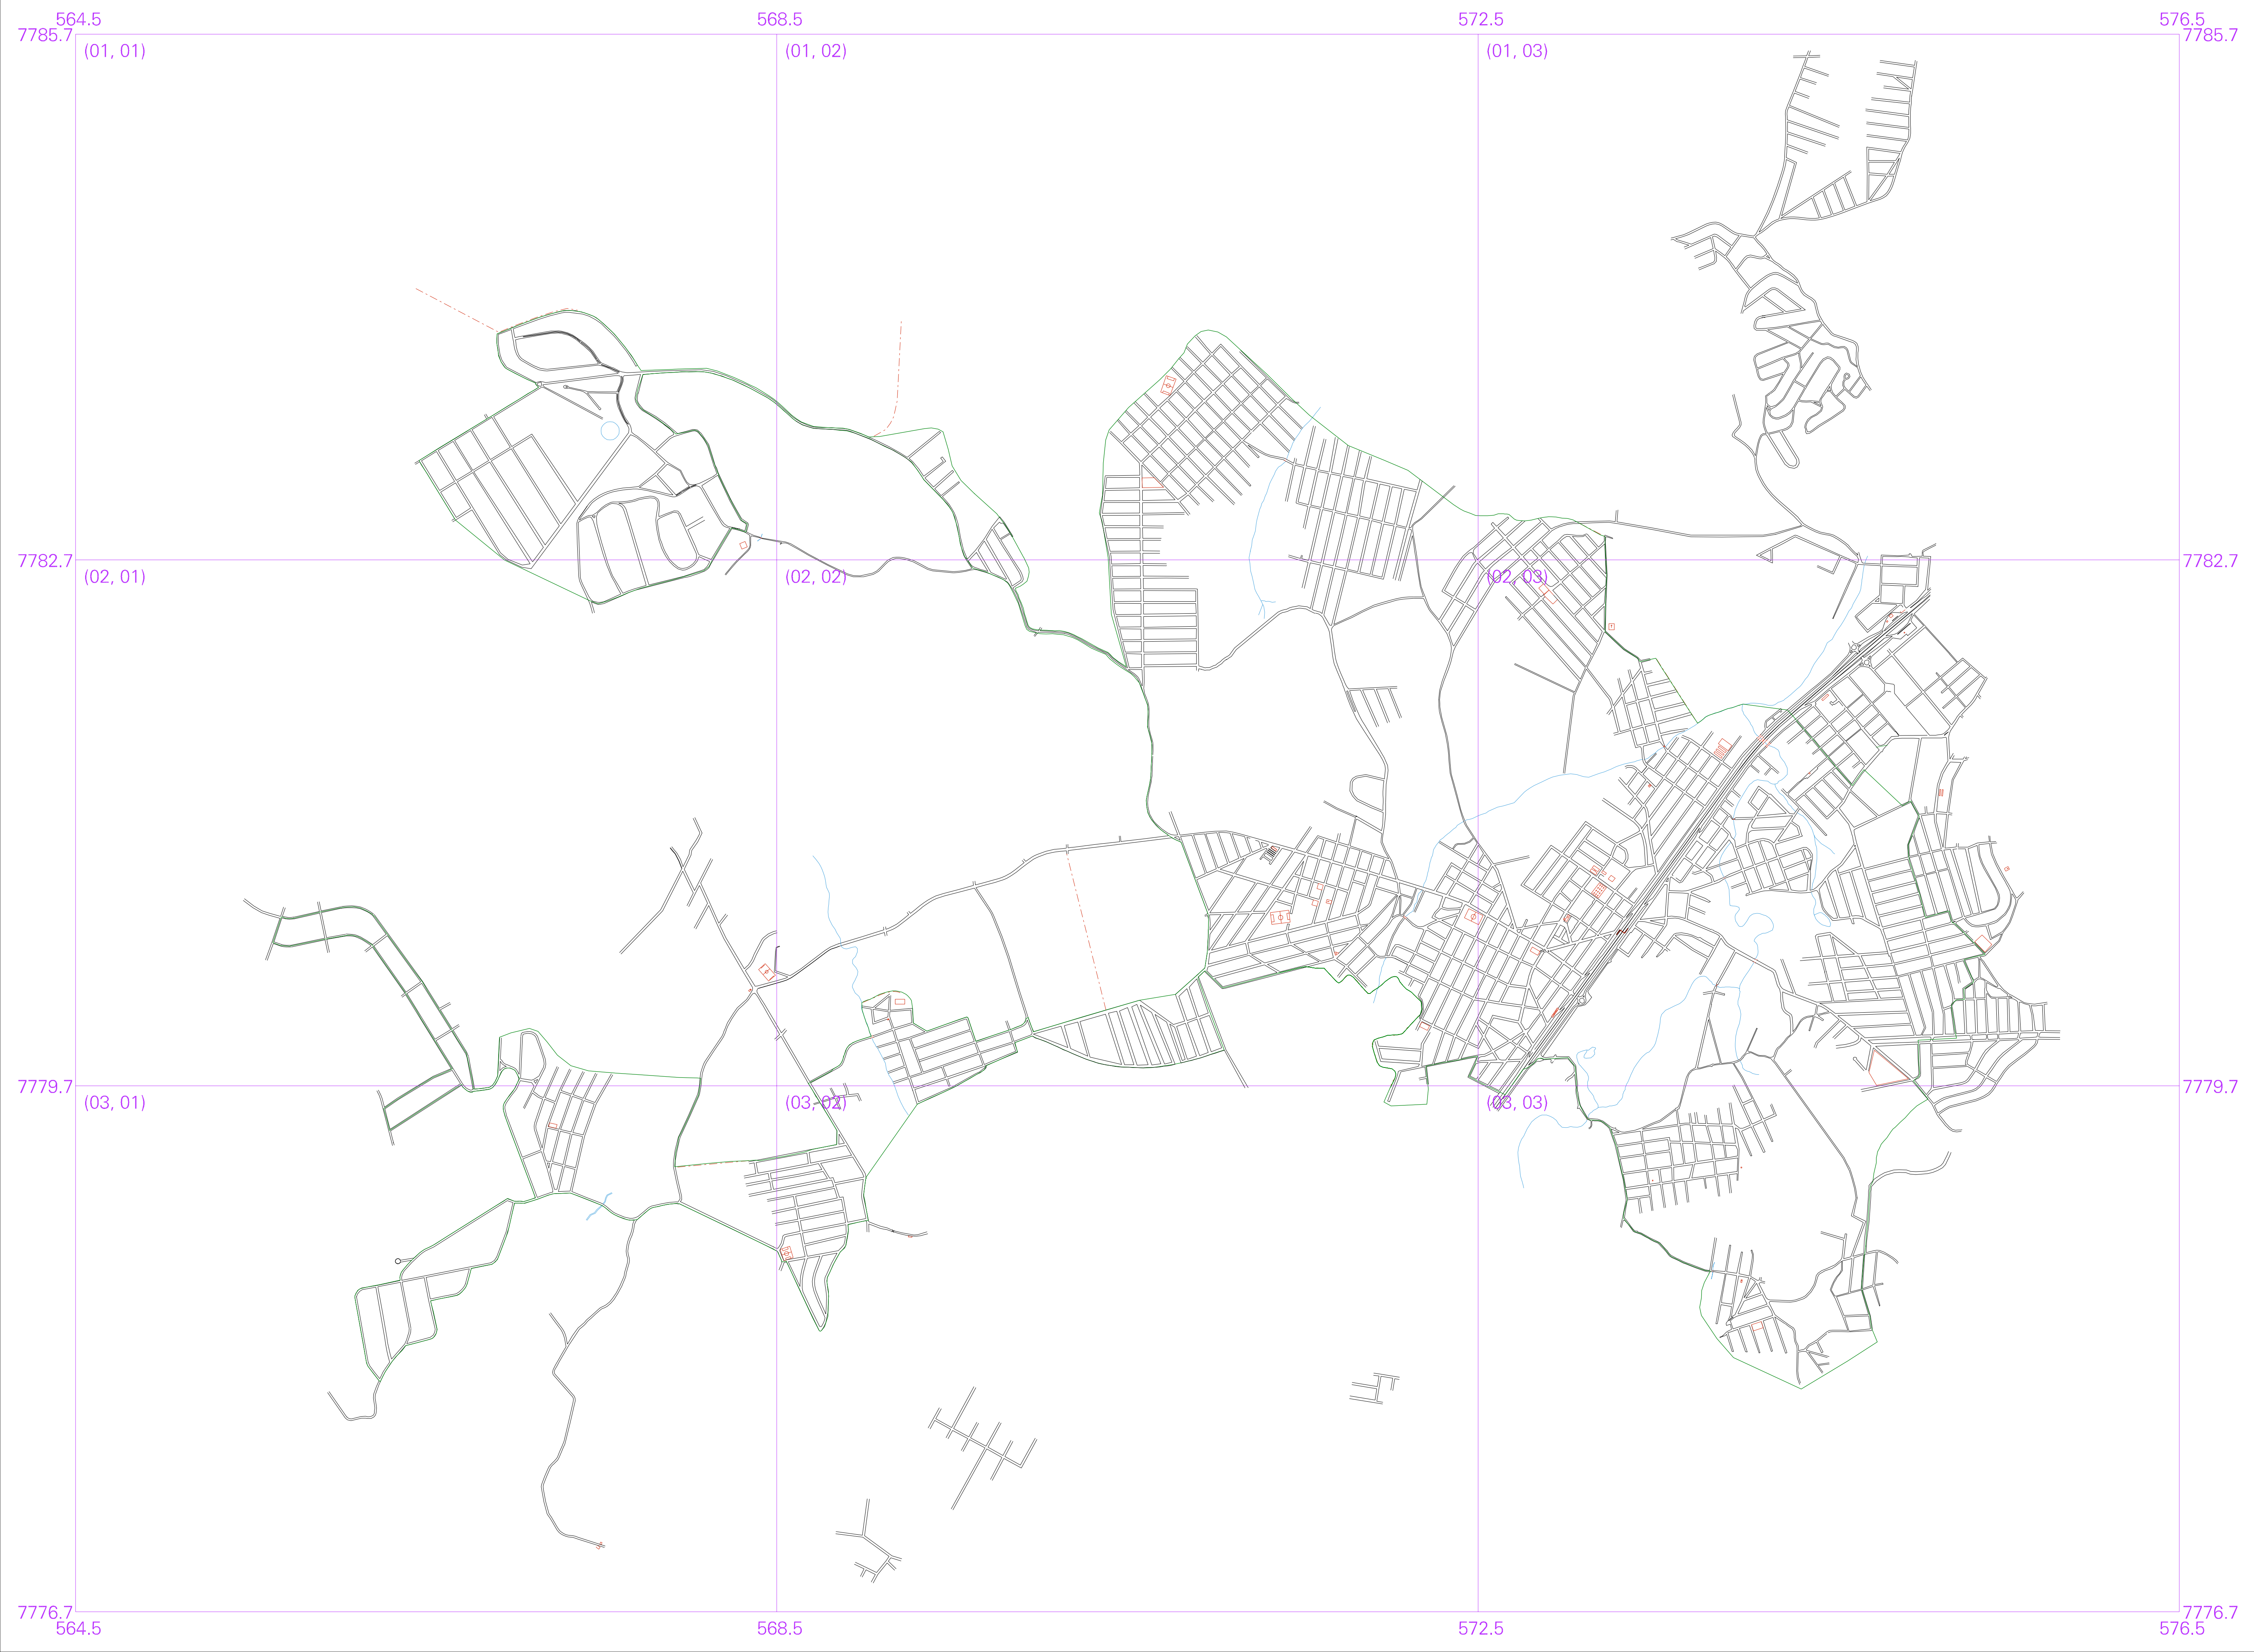 564.5 568.5 572.5 576.5
7785.7 7785.7
(01, 01) (01, 02) (01, 03)
7782.7 7782.7
(02, 01) (02, 02) (02, 03)
7779.7 7779.7
(03, 01) (03, 02) (03, 03)
7776.7 7776.7
564.5 568.5 572.5 576.5